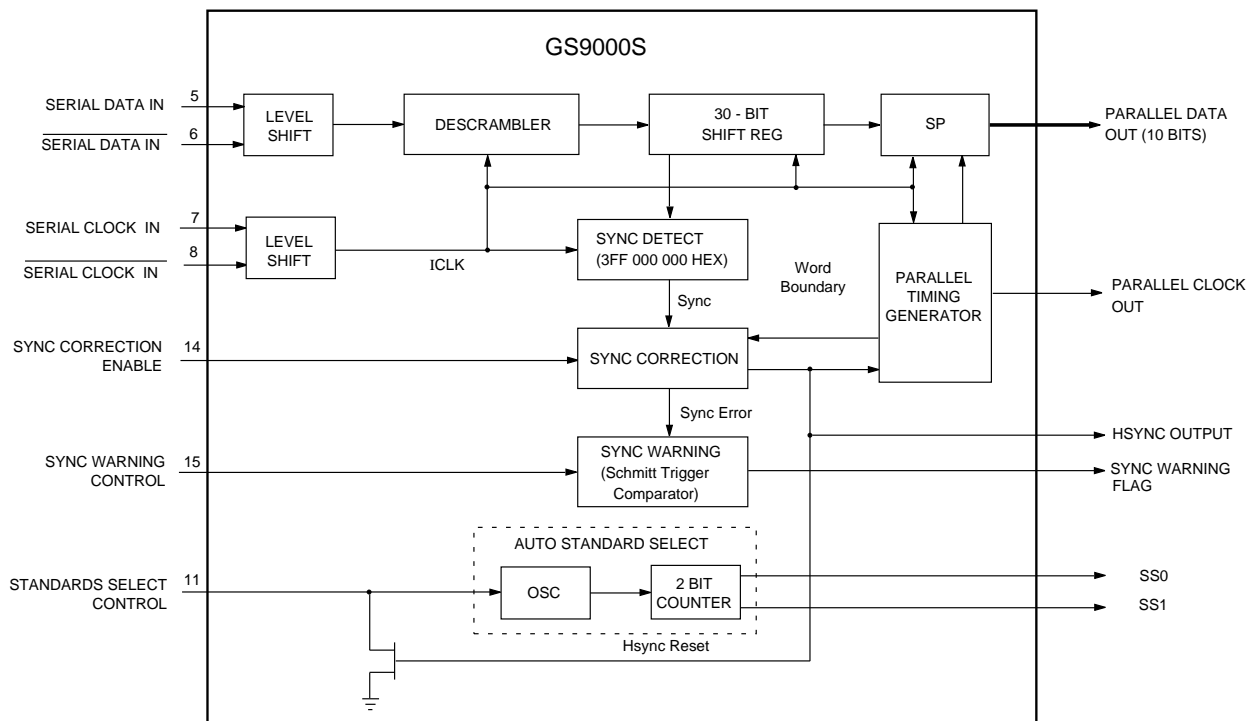 GS9000S
SERIAL DATA IN
5
SERIAL DATA IN
6
LEVEL
SHIFT
DESCRAMBLER
30 - BIT
SHIFT REG
SP
PARALLEL DATA
OUT (10 BITS)
SERIAL CLOCK IN
7
SERIAL CLOCK IN
8
LEVEL
SHIFT
ICLK
SYNC DETECT
(3FF 000 000 HEX)
Word
Boundary
PARALLEL
TIMING
GENERATOR
PARALLEL CLOCK
OUT
Sync
SYNC CORRECTION
ENABLE
14
SYNC CORRECTION
Sync Error
HSYNC OUTPUT
SYNC WARNING
CONTROL
15
SYNC WARNING
(Schmitt Trigger
Comparator)
SYNC WARNING
FLAG
AUTO STANDARD SELECT
STANDARDS SELECT
CONTROL
11
OSC
2 BIT
COUNTER
SS0
SS1
Hsync Reset